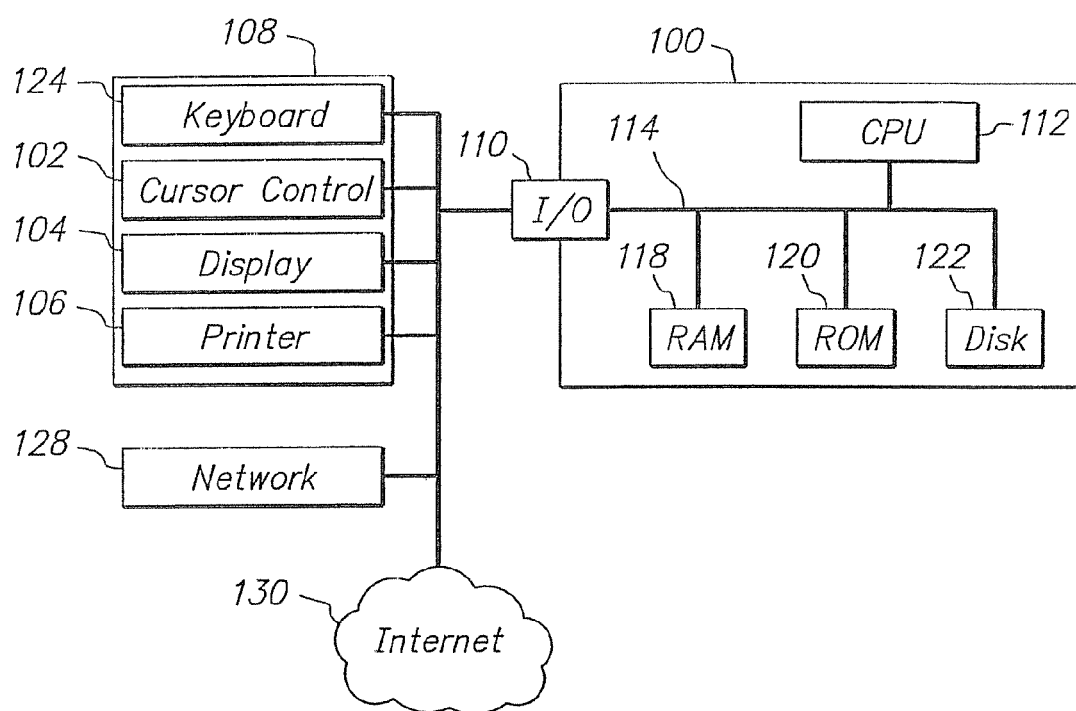 108
100
124
Keyboard
CPU
112
102
Cursor Control
110
114
I/O
104
Display
118
120
122
106
Printer
RAM
ROM
Disk
128
Network
130
Internet